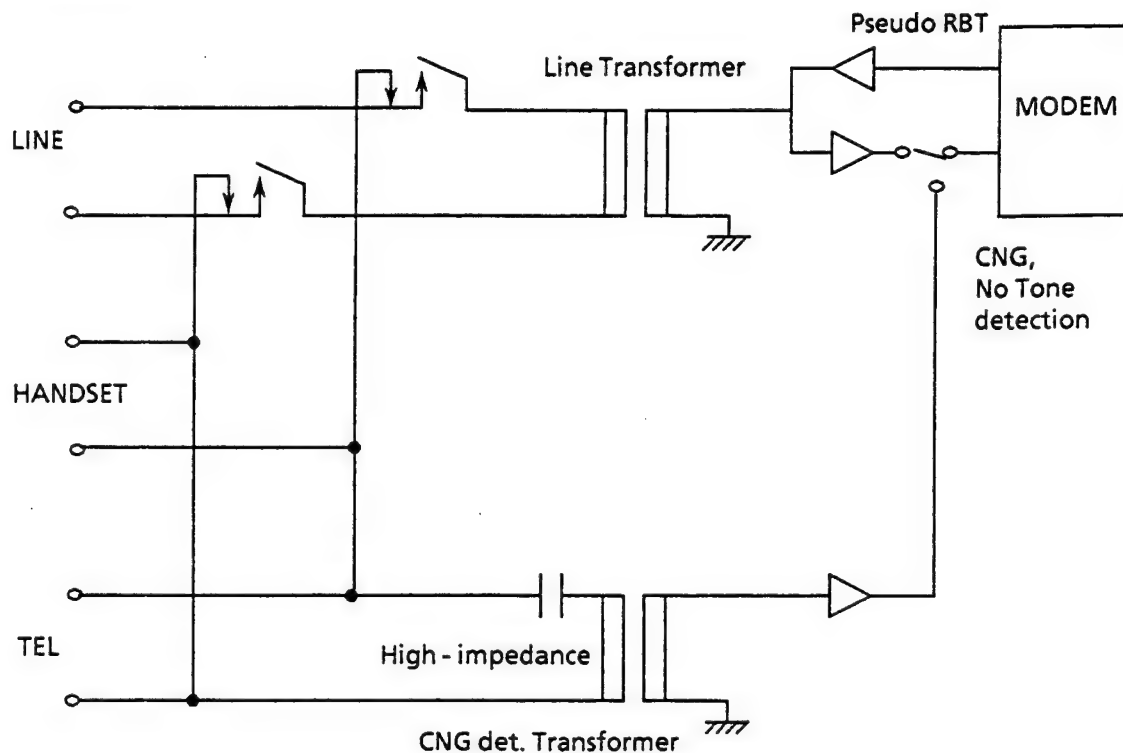 Pseudo RBT
Line Transformer
MODEM
LINE
CNG,
No Tone
detection
HANDSET
TEL
High - impedance
CNG det. Transformer